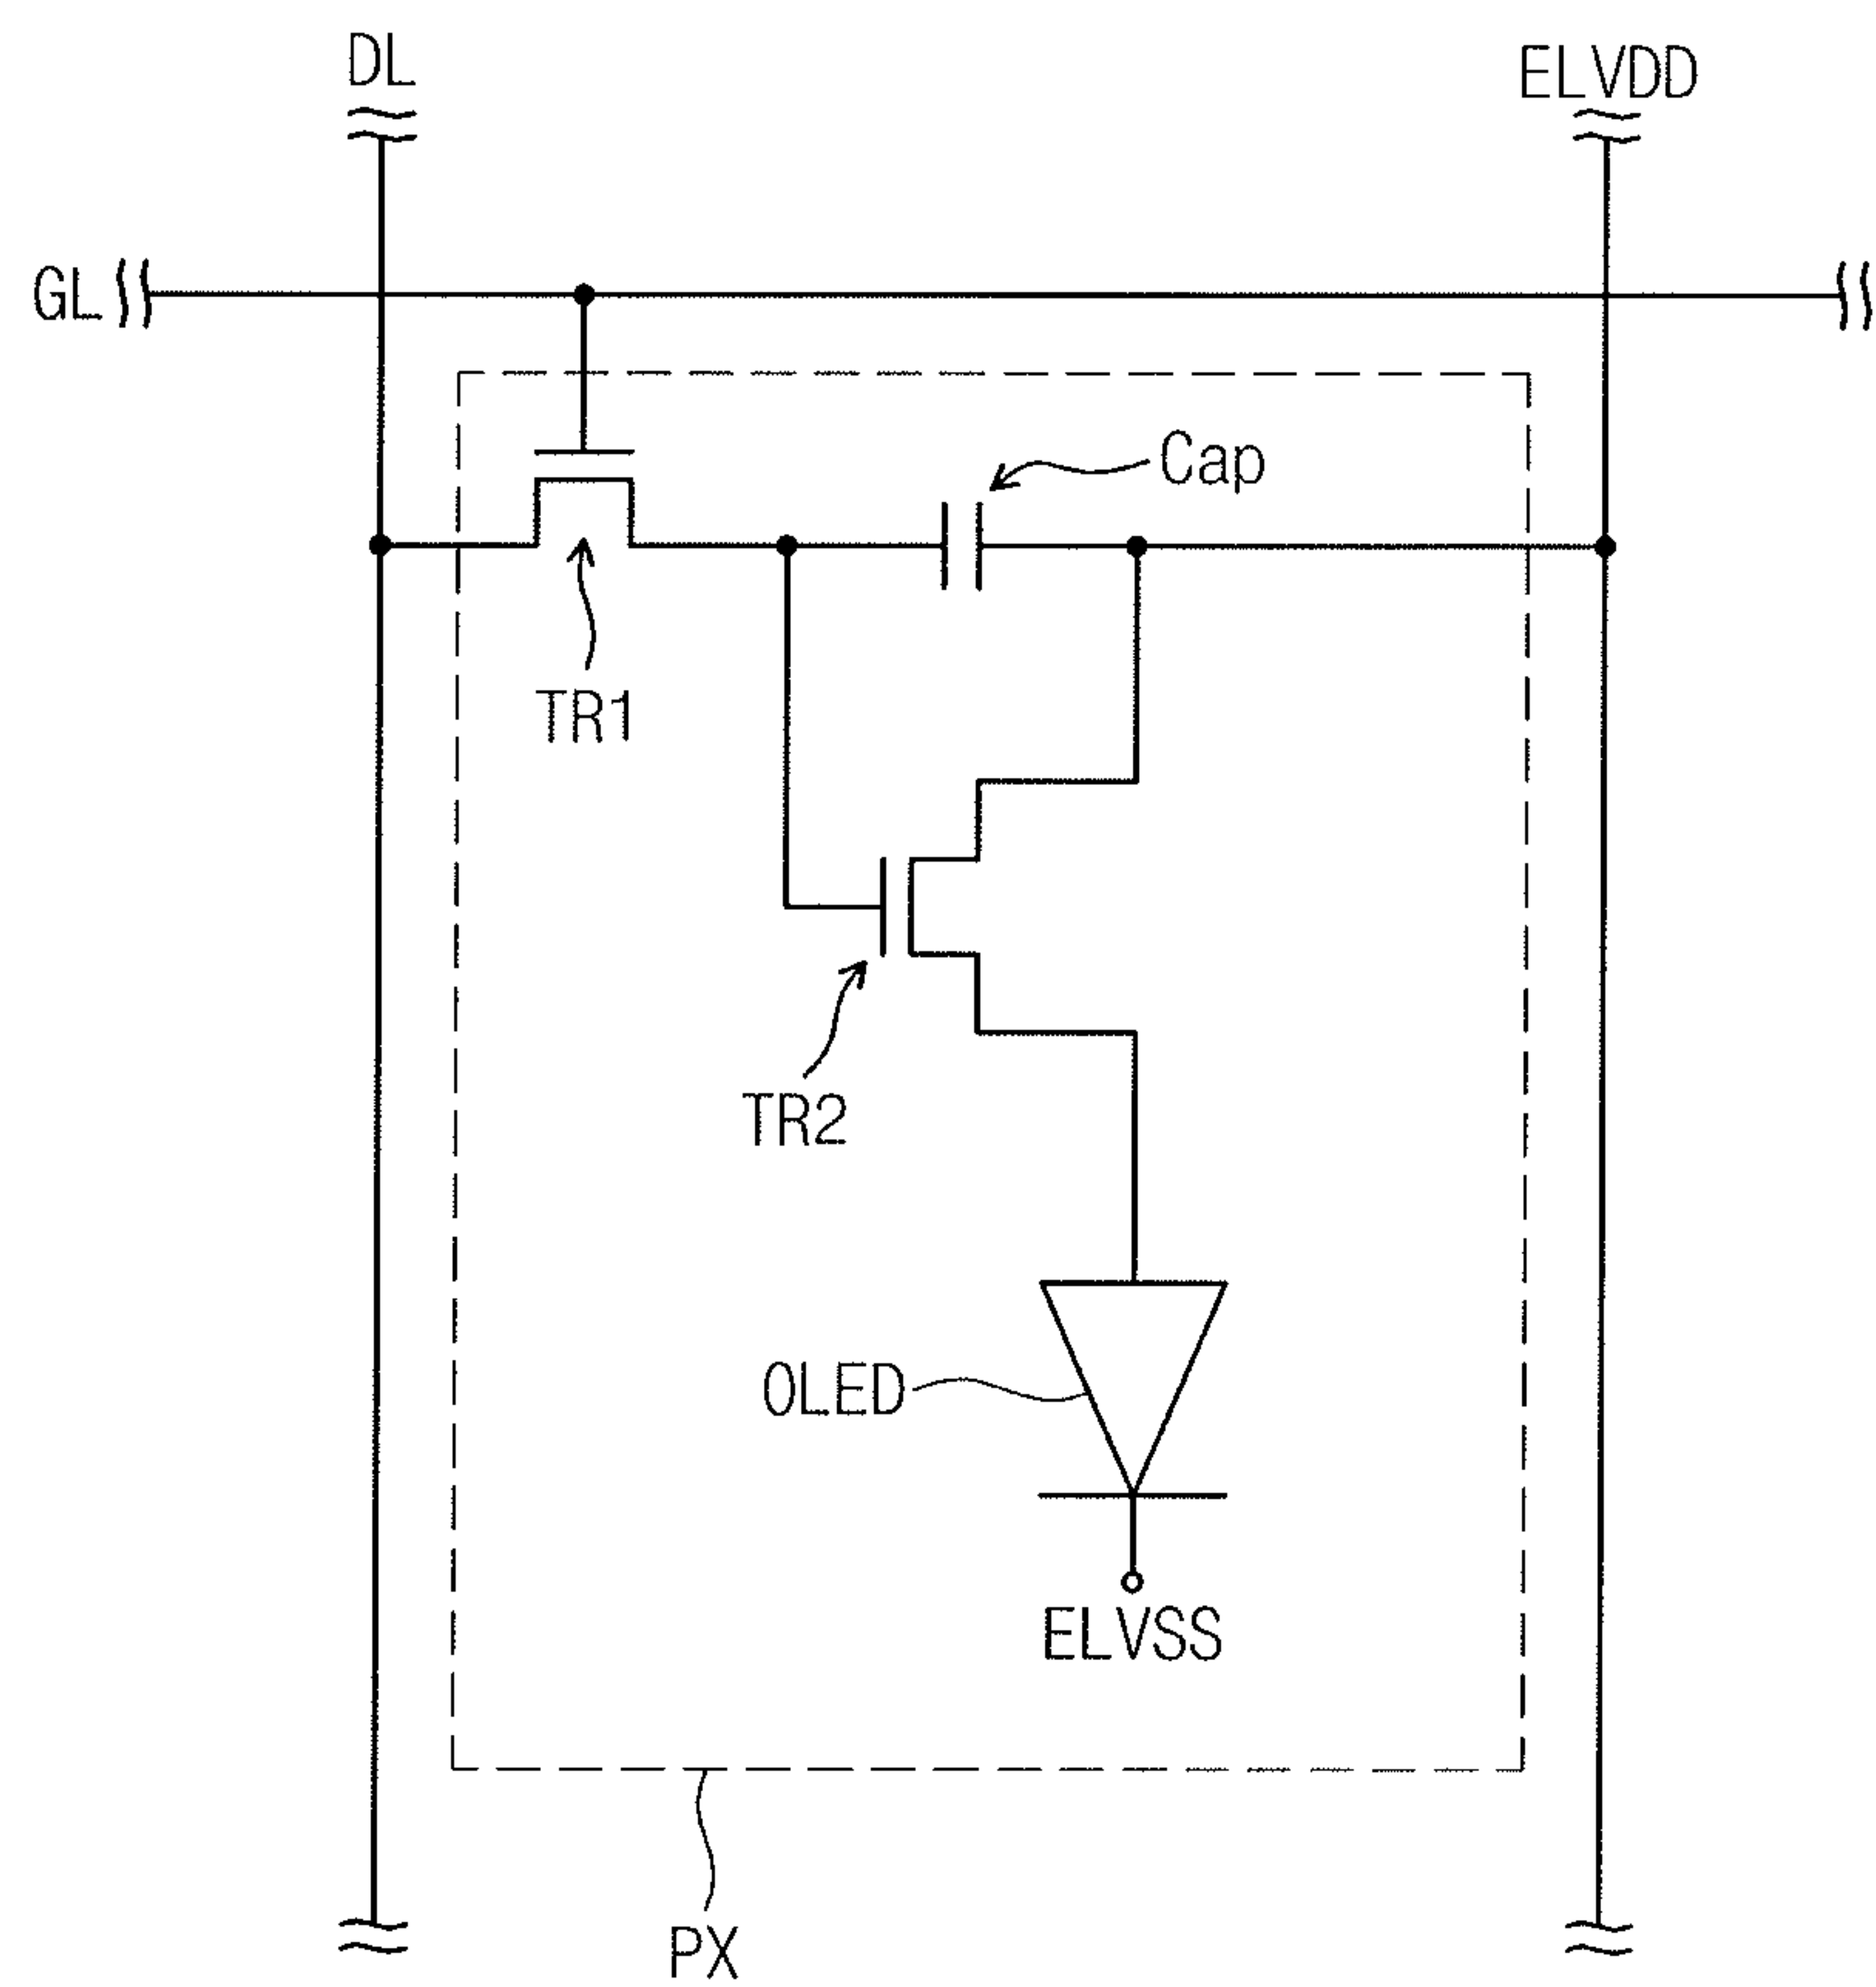 DL
ELVDD
GL
Cap
TR1
TR2
OLED
ELVSS
PX